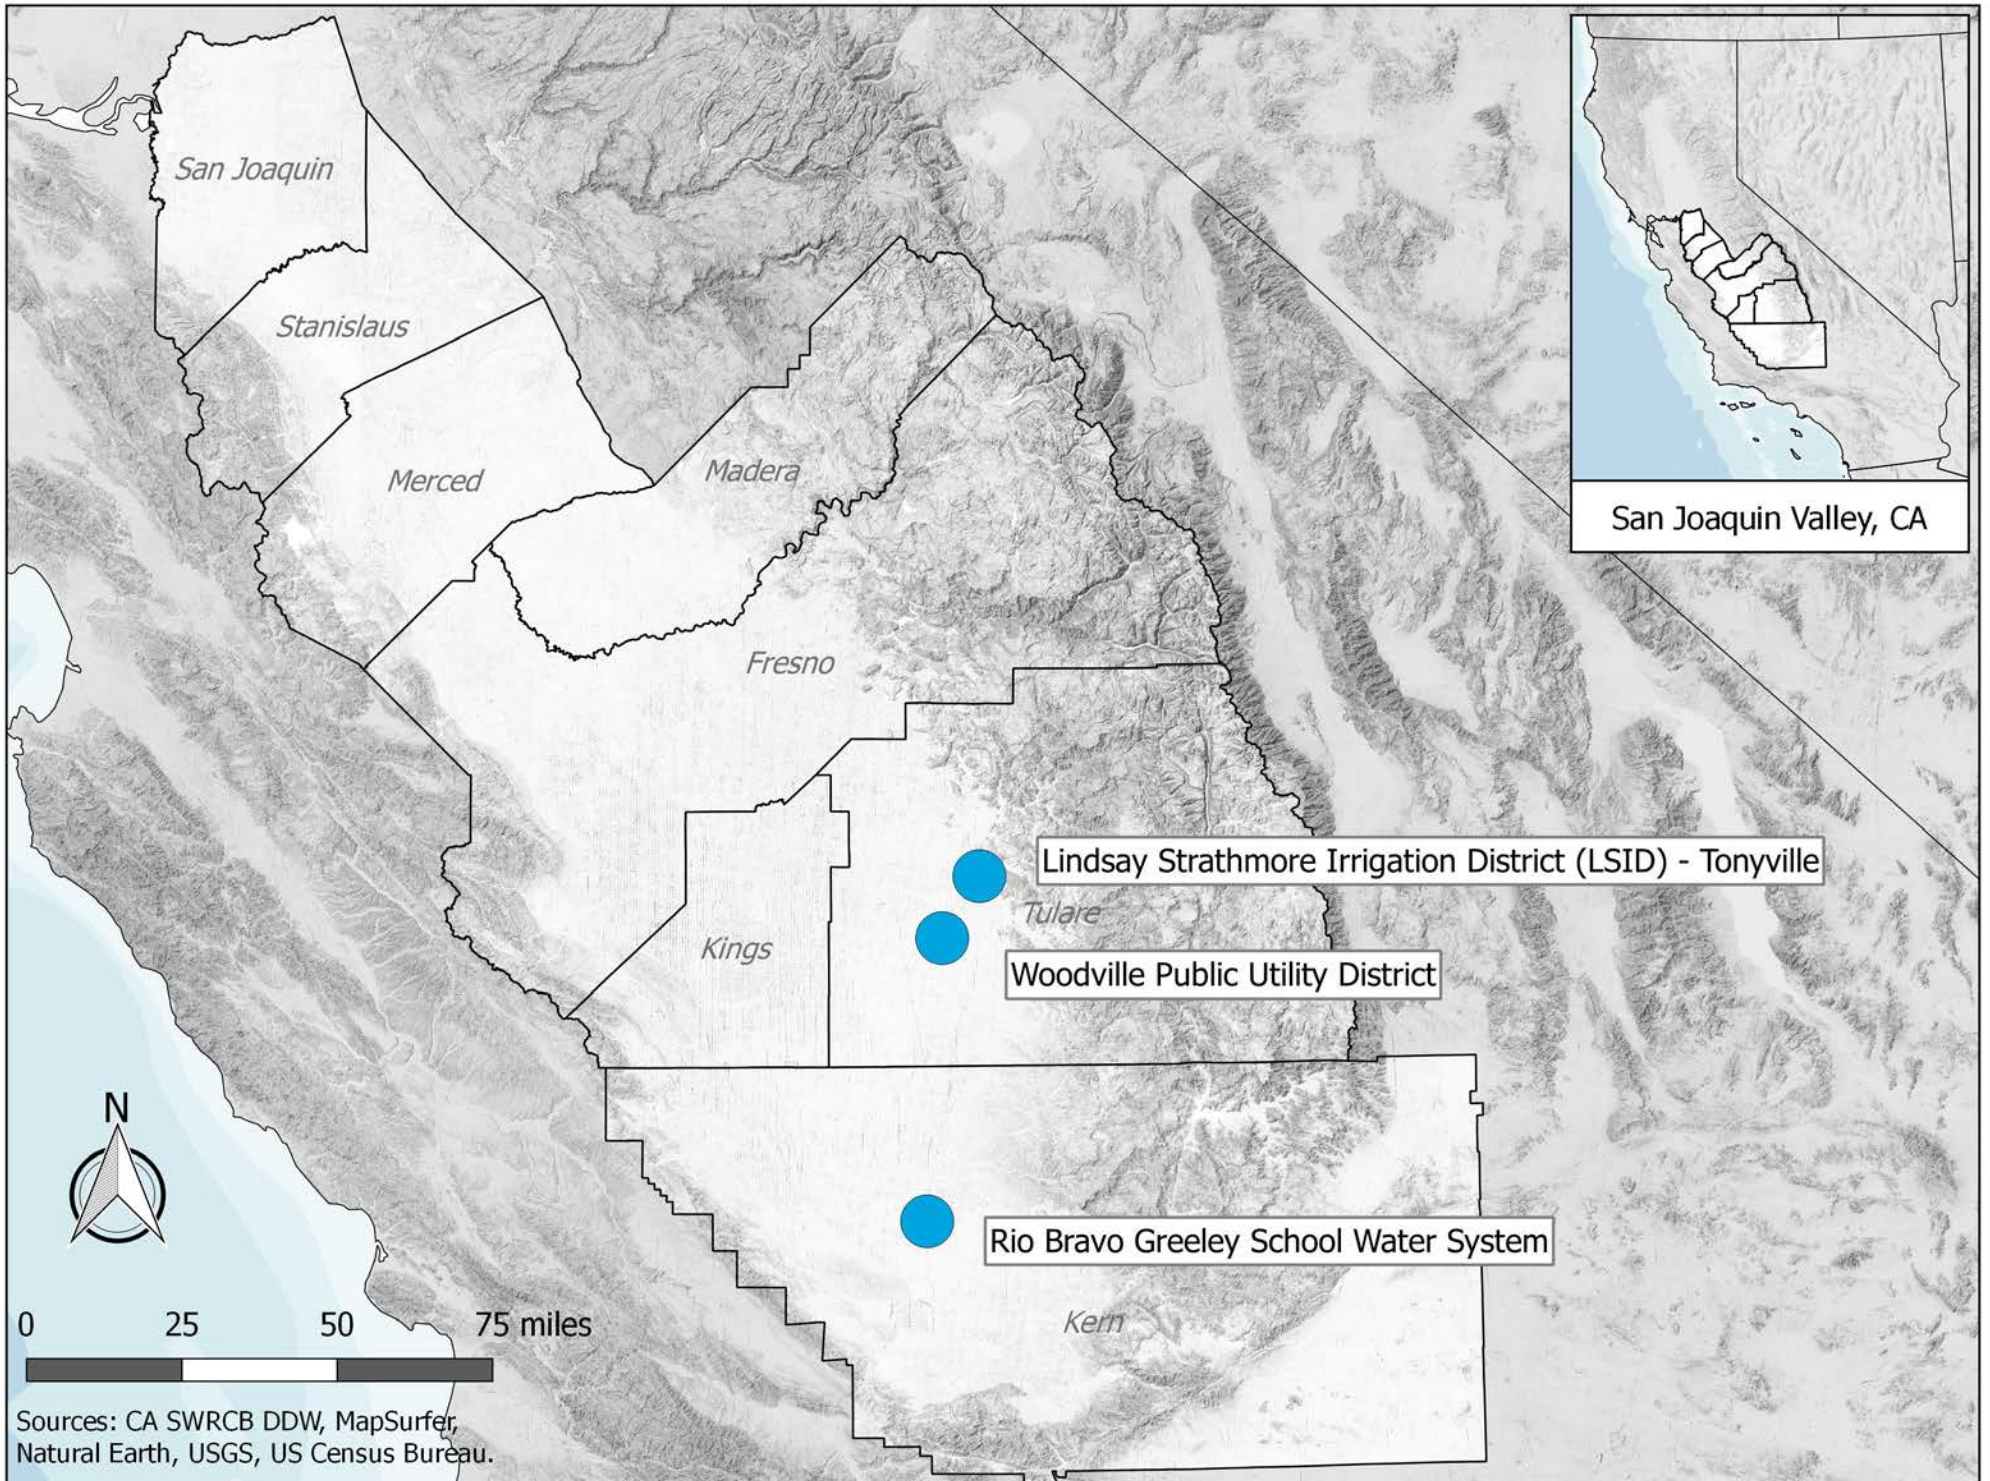 San Joaquin
Stanislaus
Merced
Madera
San Joaquin Valley, CA
Fresno
Lindsay Strathmore Irrigation District (LSID) - Tonyville
Tulare
Kings
Woodville Public Utility District
N
Rio Bravo Greeley School Water System
Kern
0 25 50 75 miles
Sources: CA SWRCB DDW, MapSurfer,
Natural Earth, USGS, US Census Bureau.